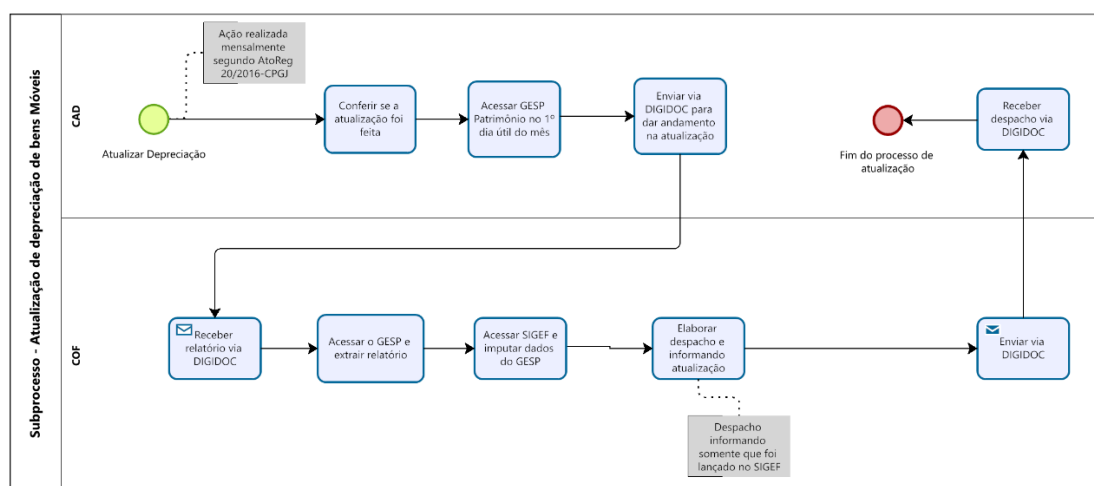 Subprocesso - Atualização de depreciação de bens Móveis
CAD
Ação realizada
mensalmente
segundo AtoReg
20/2016-CPGJ
Atualizar Depreciação
Conferir se a
atualização foi
feita
Acessar GESP
Patrimônio no 1º
dia útil do mês
Enviar via
DIGIDOC para
dar andamento
na atualização
Fim do processo de
atualização
Receber
despacho via
DIGIDOC
COF
Receber
relatório via
DIGIDOC
Acessar o GESP e
extrair relatório
Acessar SIGEF e
imputar dados
do GESP
Elaborar
despacho e
informando
atualização
Enviar via
DIGIDOC
Despacho
informando
somente que foi
lançado no SIGEF